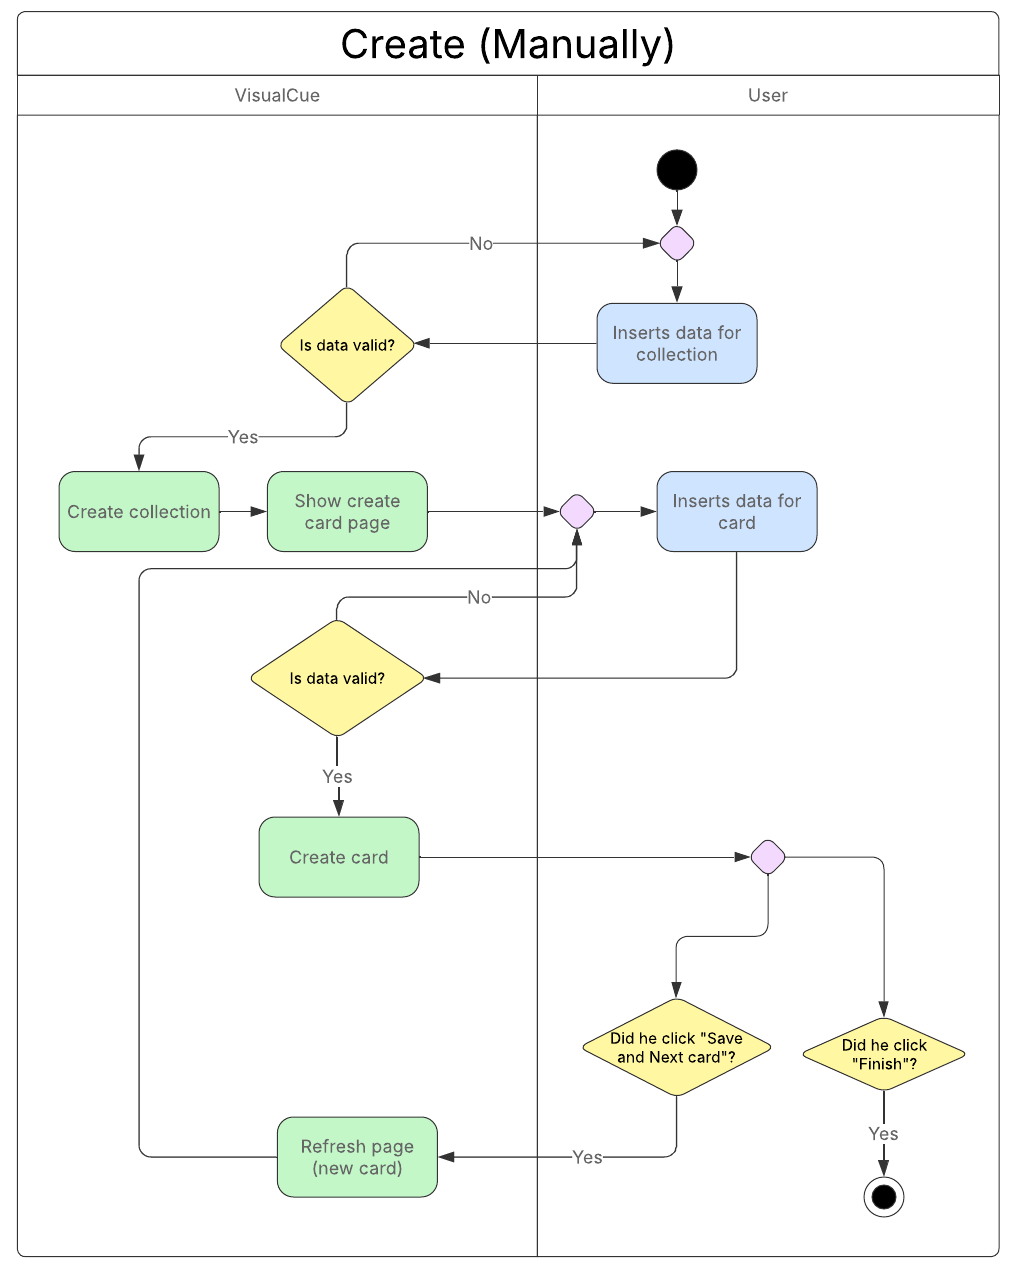 Create (Manually)
VisualCue
User
No
Is data valid?
Inserts data for
collection
Yes
Create collection
Show create
card page
Inserts data for
card
No
Is data valid?
Yes
Create card
Did he click "Save
and Next card"?
Did he click
"Finish"?
Yes
Refresh page
(new card)
Yes